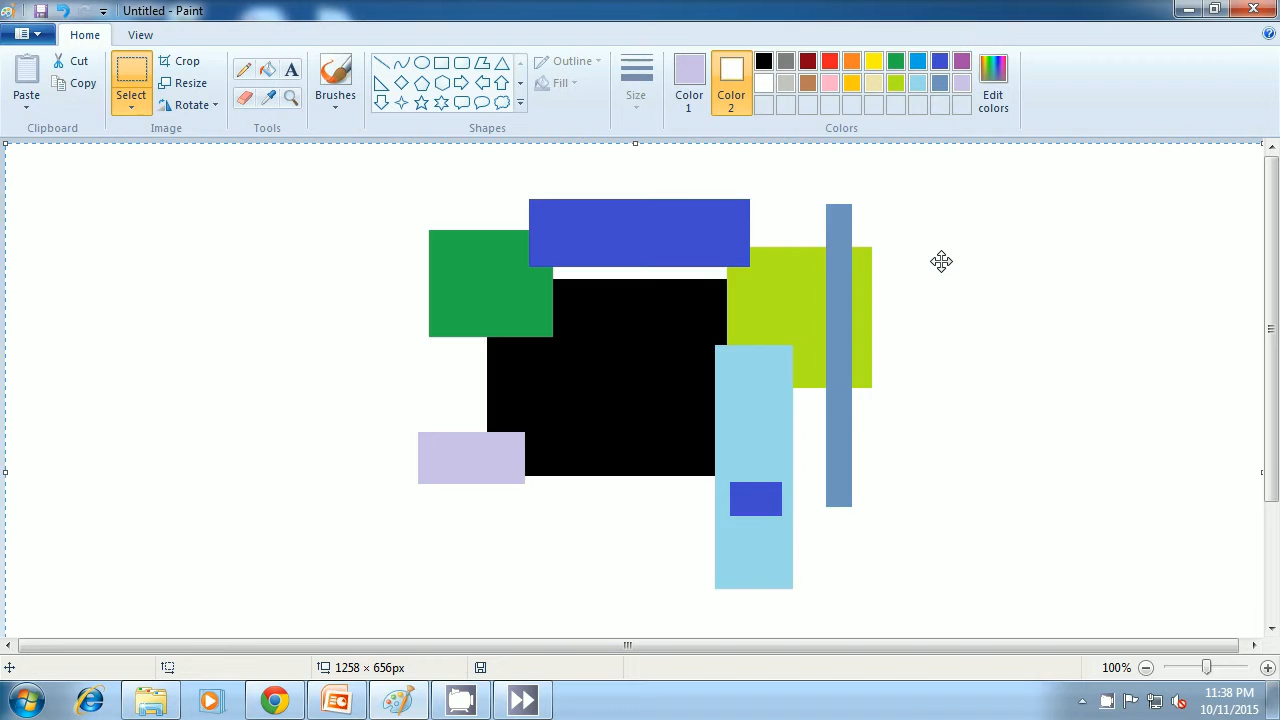 Untitled - Paint
Home View
Paste
Cut
Copy
Clipboard
Select
Crop
Resize
Rotate
Image
A
Tools
Brushes
Outline
Fill
Shapes
Size
Color 1
Color 2
Edit colors
Colors
1258 × 656px
100%
11:38 PM
10/11/2015